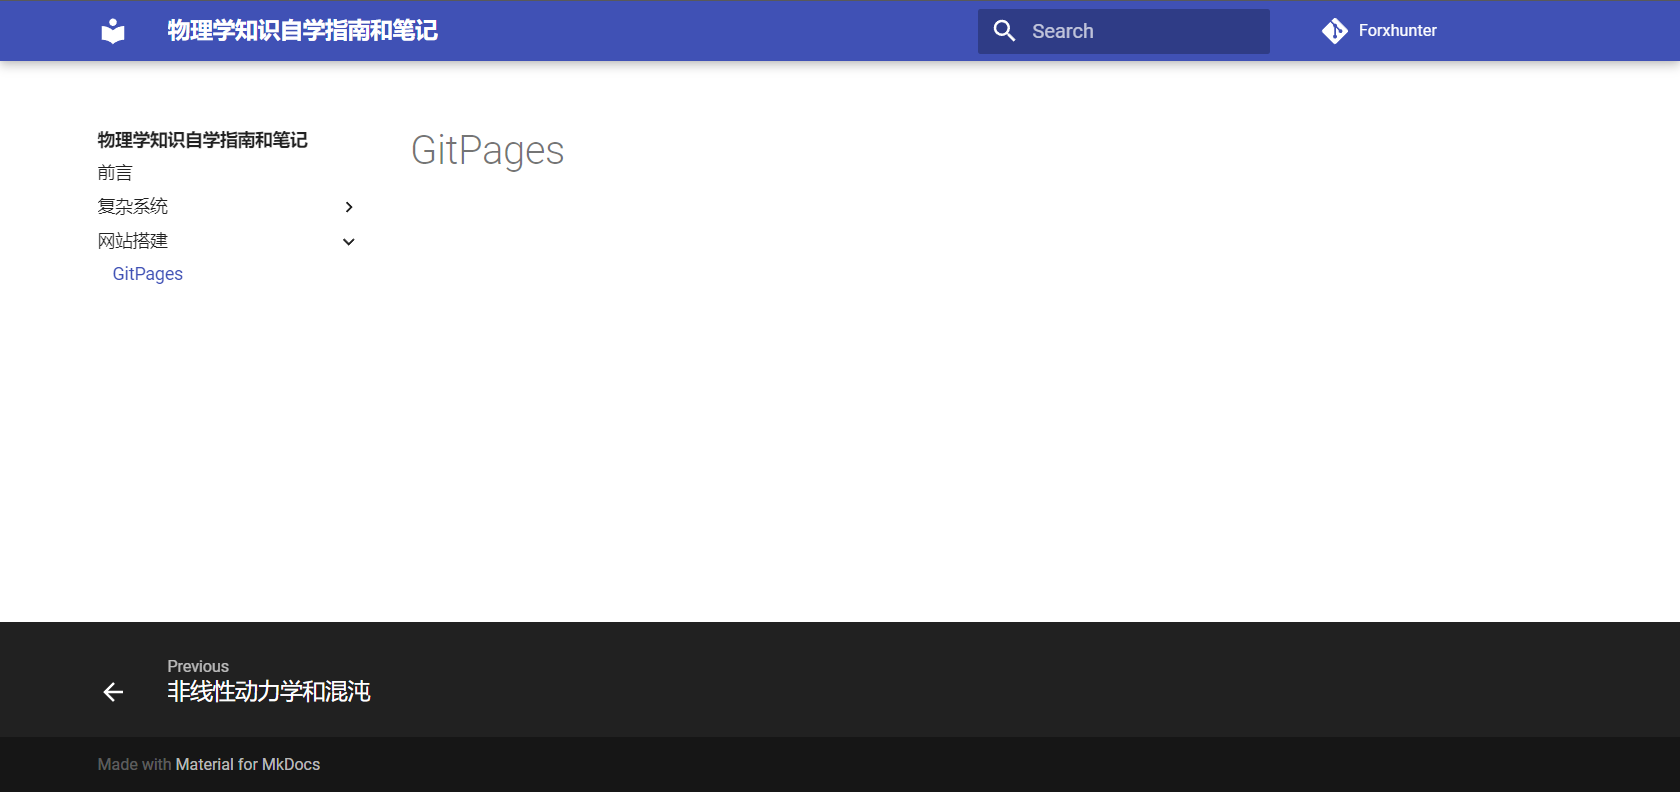 物理学知识自学指南和笔记
Search
Forxhunter
物理学知识自学指南和笔记
前言
复杂系统
网站搭建
GitPages
GitPages
Previous
非线性动力学和混沌
Made with Material for MkDocs